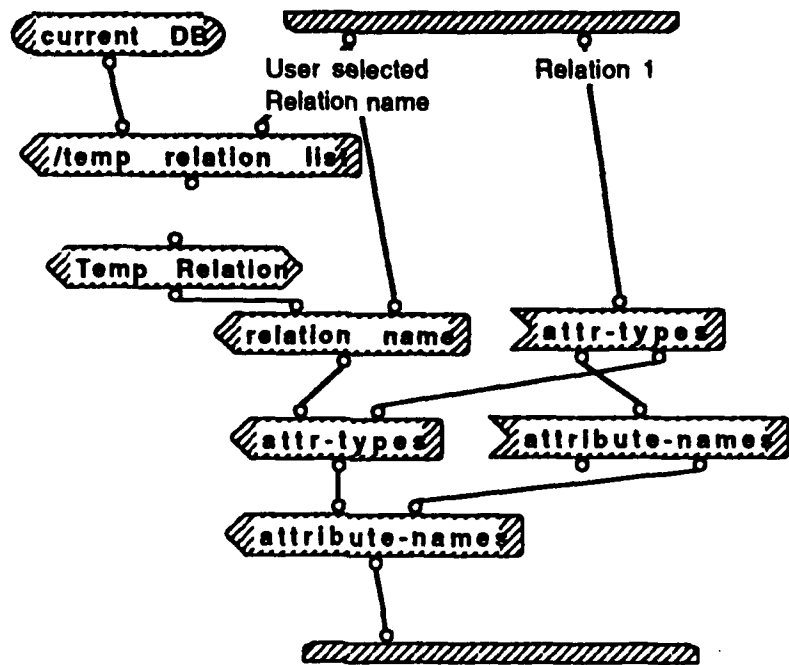 current DB
User selected
Relation name
Relation 1
/temp relation list
Temp Relation
relation name
attr-types
attr-types
attribute-names
attribute-names